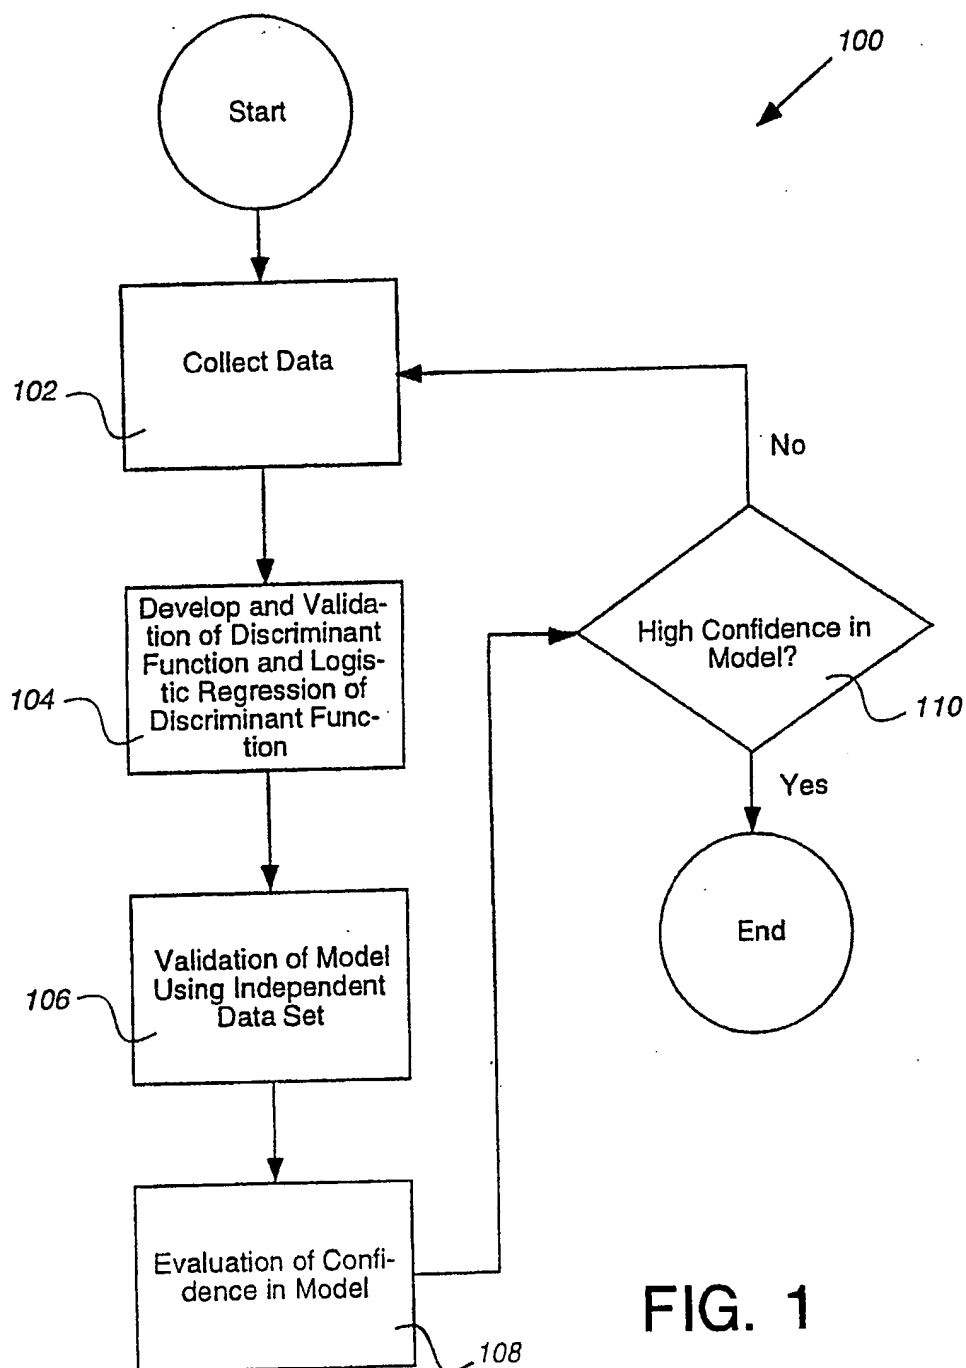 100
Start
Collect Data
102
No
Develop and Valida-
tion of Discriminant
Function and Logis-
tic Regression of
Discriminant Func-
tion
104
High Confidence in
Model?
110
Yes
End
Validation of Model
Using Independent
Data Set
106
Evaluation of Confi-
dence in Model
108
FIG. 1